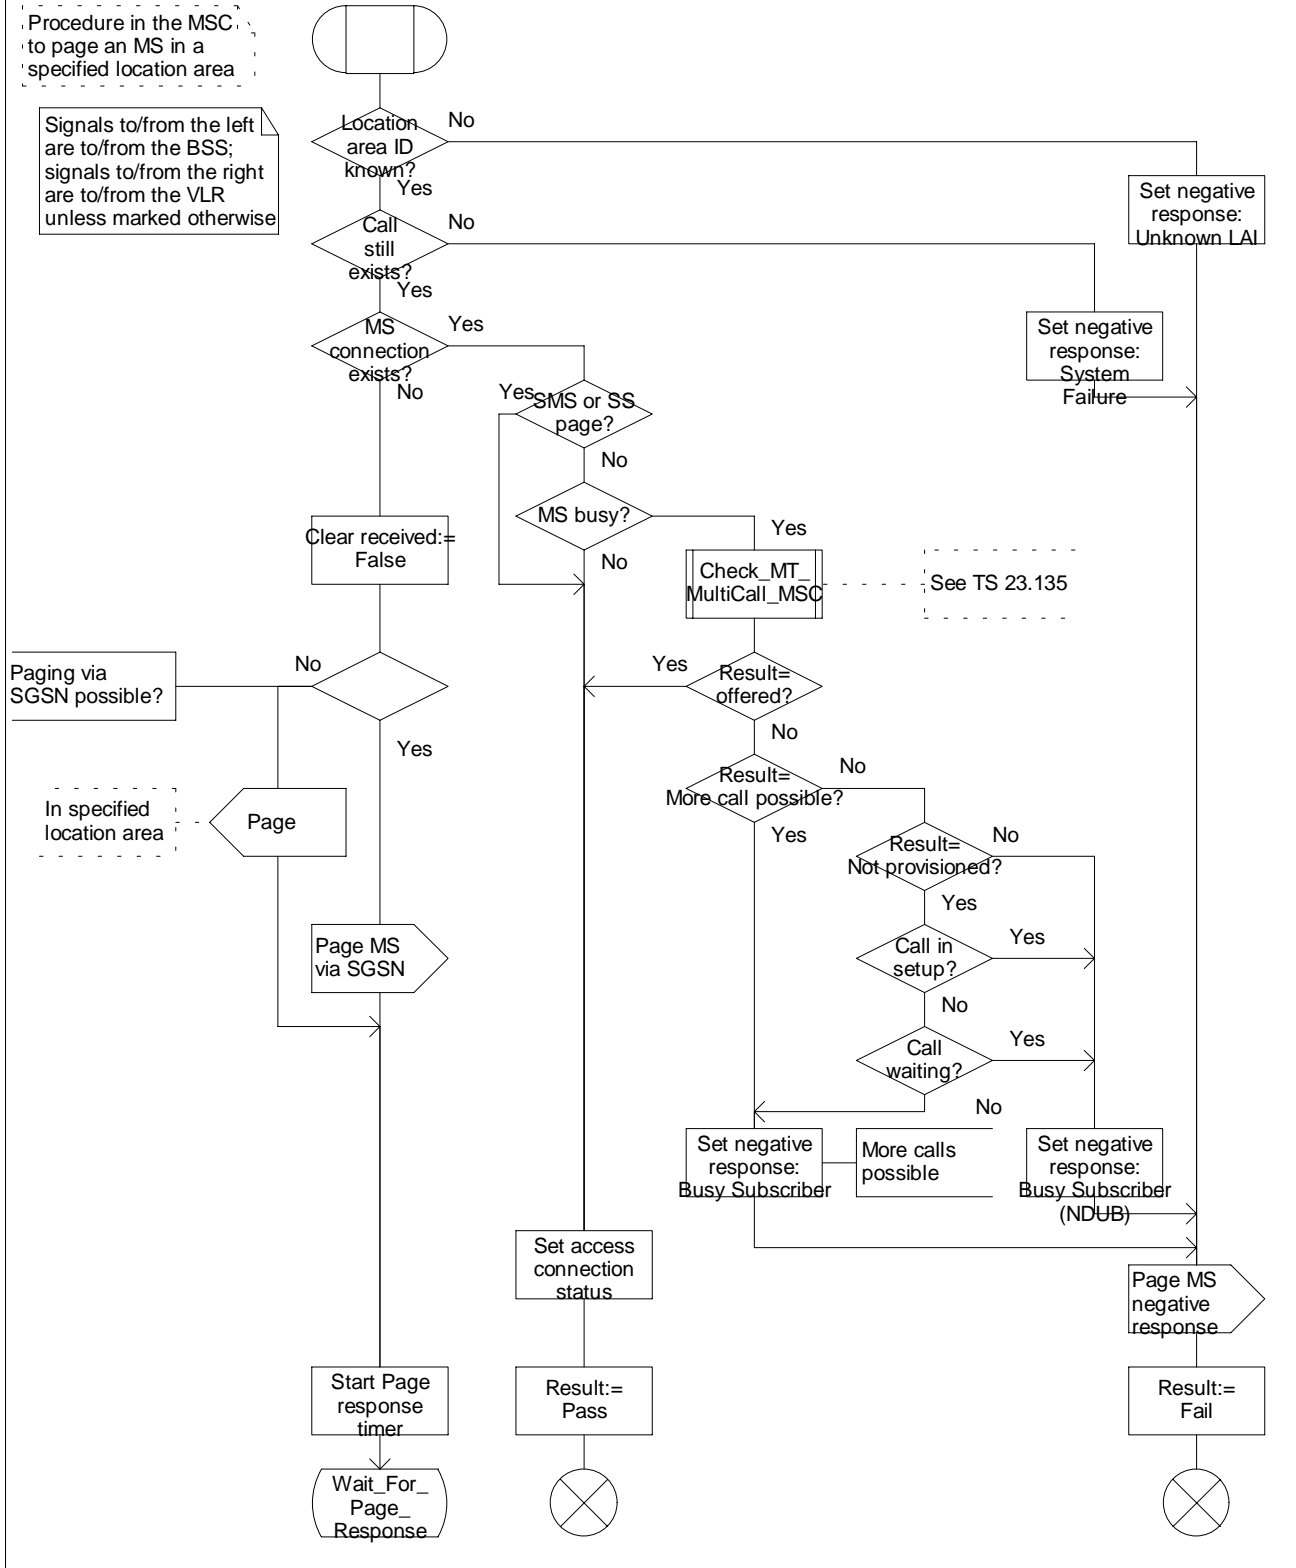 Procedure in the MSC
to page an MS in a
specified location area
Signals to/from the left
are to/from the BSS;
signals to/from the right
are to/from the VLR
unless marked otherwise
Location
area ID
known?
No
Yes
Set negative
response:
Unknown LAI
Call
still
exists?
No
Yes
Set negative
response:
System
Failure
MS
connection
exists?
Yes
No
SMS or SS
page?
Yes
No
MS busy?
Yes
No
Clear received:=
False
Check_MT_
MultiCall_MSC
See TS 23.135
Paging via
SGSN possible?
No
Yes
Result=
offered?
Yes
No
Result=
More call possible?
No
Yes
In specified
location area
Page
Result=
Not provisioned?
No
Yes
Page MS
via SGSN
Call in
setup?
Yes
No
Call
waiting?
Yes
No
Set negative
response:
Busy Subscriber
More calls
possible
Set negative
response:
Busy Subscriber
(NDUB)
Set access
connection
status
Page MS
negative
response
Start Page
response
timer
Result:=
Pass
Result:=
Fail
Wait_For_
Page_
Response